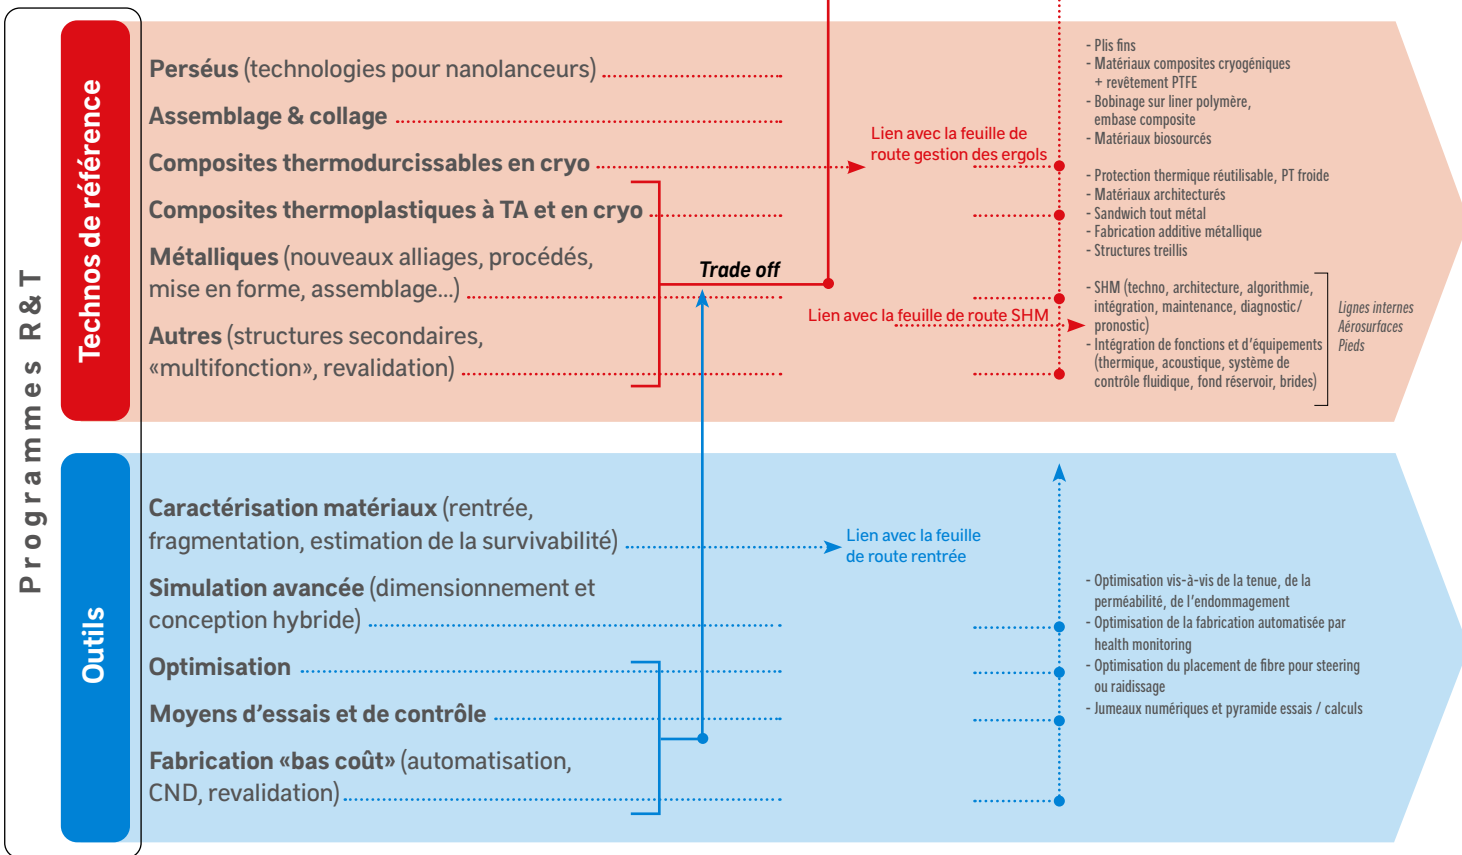 Programmes R&T
Technos de référence
Perséus (technologies pour nanolanceurs)
Assemblage & collage
Composites thermodurcissables en cryo
Composites thermoplastiques à TA et en cryo
Métalliques (nouveaux alliages, procédés,
mise en forme, assemblage...)
Autres (structures secondaires,
«multifonction», revalidation)
Trade off
Lien avec la feuille de
route gestion des ergols
Lien avec la feuille de route SHM
- Plis fins
- Matériaux composites cryogéniques
+ revêtement PTFE
- Bobinage sur liner polymère,
embase composite
- Matériaux biosourcés
- Protection thermique réutilisable, PT froide
- Matériaux architecturés
- Sandwich tout métal
- Fabrication additive métallique
- Structures treillis
- SHM (techno, architecture, algorithmie,
intégration, maintenance, diagnostic/
pronostic)
- Intégration de fonctions et d'équipements
(thermique, acoustique, système de
contrôle fluidique, fond réservoir, brides)
Lignes internes
Aérosurfaces
Pieds
Outils
Caractérisation matériaux (rentrée,
fragmentation, estimation de la survivabilité)
Simulation avancée (dimensionnement et
conception hybride)
Optimisation
Moyens d'essais et de contrôle
Fabrication «bas coût» (automatisation,
CND, revalidation)
Lien avec la feuille
de route rentrée
- Optimisation vis-à-vis de la tenue, de la
perméabilité, de l'endommagement
- Optimisation de la fabrication automatisée par
health monitoring
- Optimisation du placement de fibre pour steering
ou raidissage
- Jumeaux numériques et pyramide essais / calculs